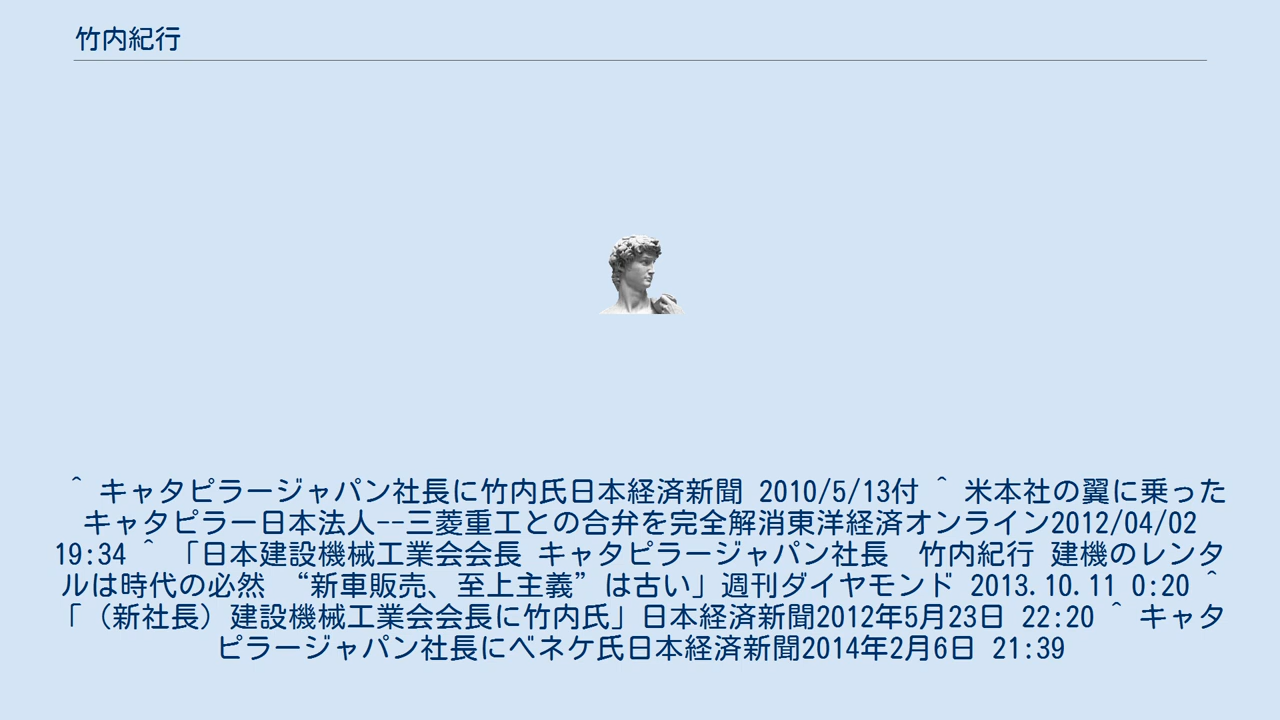 竹内紀行
^ キャタピラージャパン社長に竹内氏日本経済新聞 2010/5/13付 ^ 米本社の翼に乗った
キャタピラー日本法人--三菱重工との合弁を完全解消東洋経済オンライン2012/04/02
19:34 ^ 「日本建設機械工業会会長 キャタピラージャパン社長　竹内紀行 建機のレンタ
ルは時代の必然 “新車販売、至上主義”は古い」週刊ダイヤモンド 2013.10.11 0:20 ^
「（新社長）建設機械工業会会長に竹内氏」日本経済新聞2012年5月23日 22:20 ^ キャタ
ピラージャパン社長にベネケ氏日本経済新聞2014年2月6日 21:39